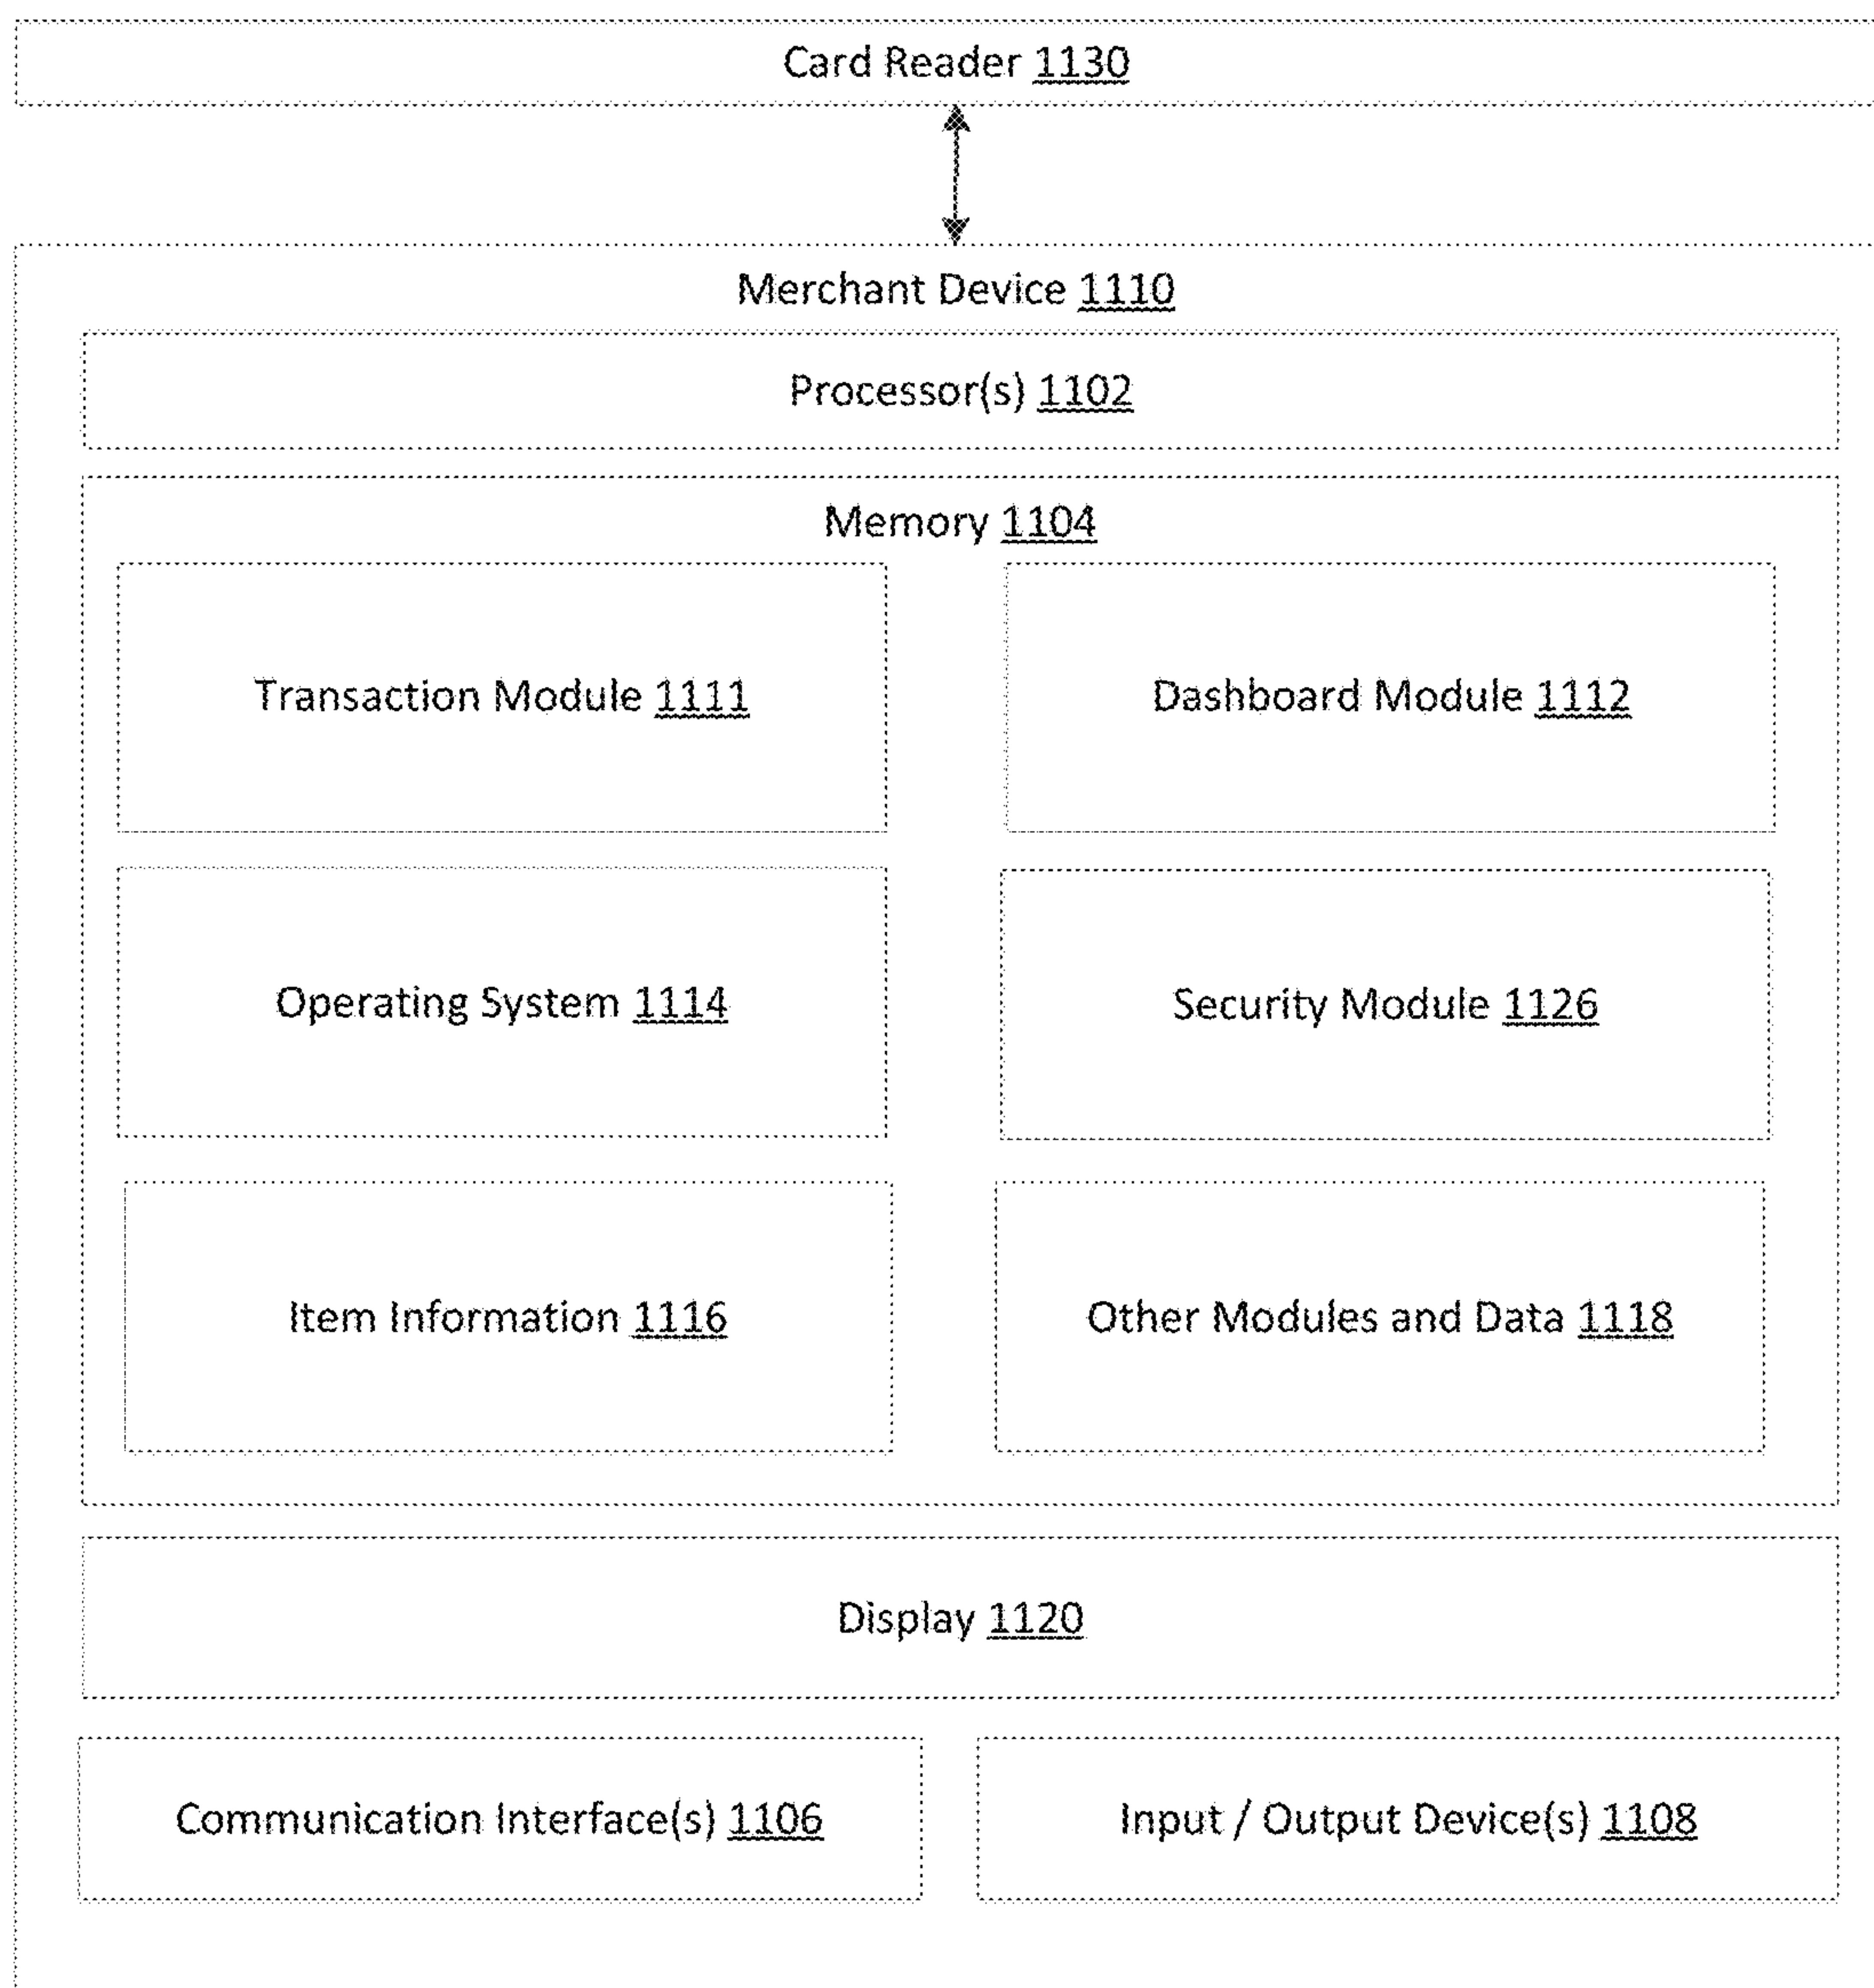 Card Reader 1130
Merchant Device 1110
Processor(s) 1102
Memory 1104
Transaction Module 1111
Dashboard Module 1112
Operating System 1114
Security Module 1126
Item Information 1116
Other Modules and Data 1118
Display 1120
Communication Interface(s) 1106
Input / Output Device(s) 1108